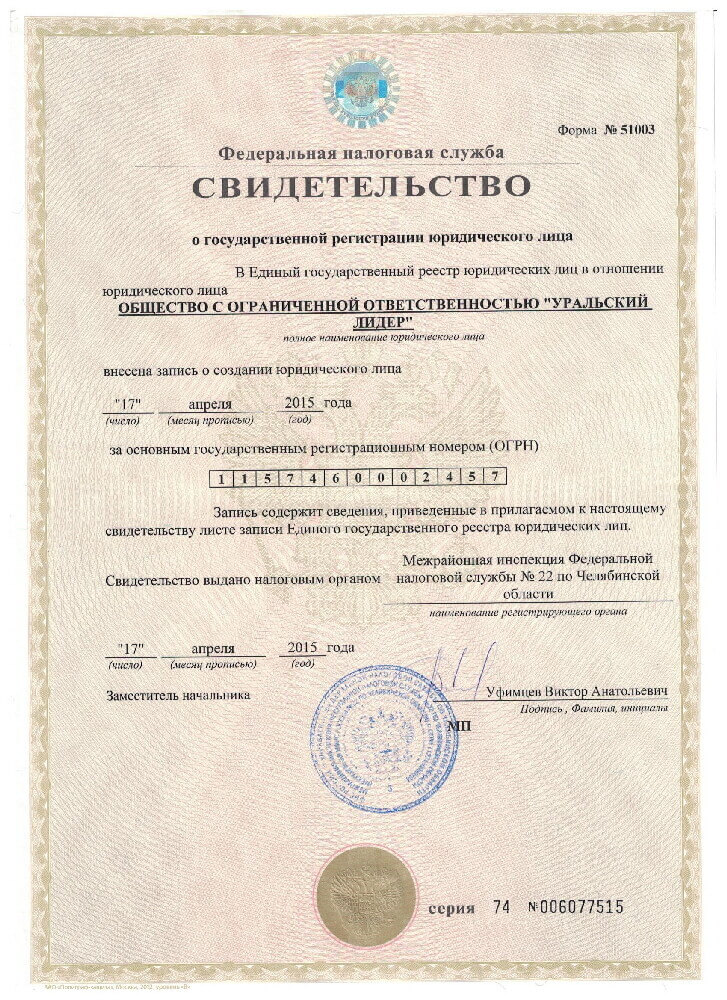 Форма № 51003
Федеральная налоговая служба
СВИДЕТЕЛЬСТВО
о государственной регистрации юридического лица
В Единый государственный реестр юридических лиц в отношении
юридического лица
ОБЩЕСТВО С ОГРАНИЧЕННОЙ ОТВЕТСТВЕННОСТЬЮ "УРАЛЬСКИЙ
ЛИДЕР"
полное наименование юридического лица
внесена запись о создании юридического лица
"17" апреля 2015 года
(число) (месяц прописью) (год)
за основным государственным регистрационным номером (ОГРН)
1 1 5 7 4 6 0 0 0 2 4 5 7
Запись содержит сведения, приведенные в прилагаемом к настоящему
свидетельству листе записи Единого государственного реестра юридических лиц.
Межрайонная инспекция Федеральной
Свидетельство выдано налоговым органом налоговой службы № 22 по Челябинской
области
наименование регистрирующего органа
"17" апреля 2015 года
(число) (месяц прописью) (год)
Заместитель начальника Уфимцев Виктор Анатольевич
Подпись , Фамилия, инициалы
МП
серия 74 №006077515